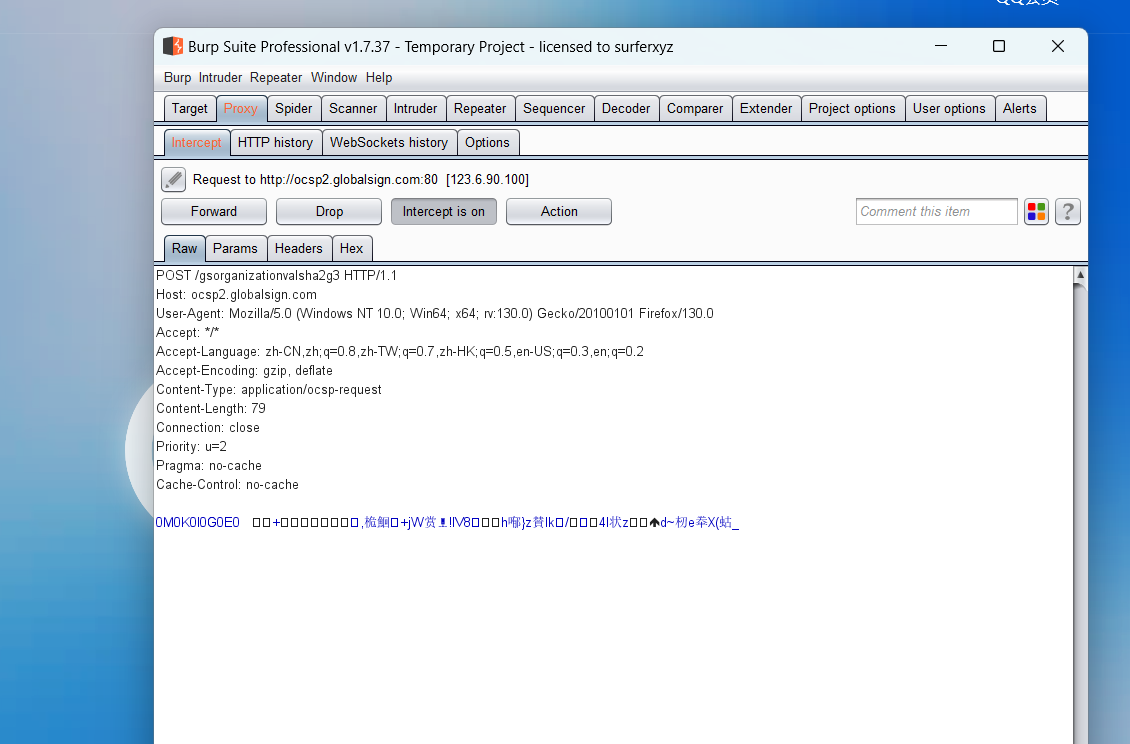 QQ会员
Burp Suite Professional v1.7.37 - Temporary Project - licensed to surferxyz
Burp Intruder Repeater Window Help
Target Proxy Spider Scanner Intruder Repeater Sequencer Decoder Comparer Extender Project options User options Alerts
Intercept HTTP history WebSockets history Options
Request to http://ocsp2.globalsign.com:80 [123.6.90.100]
Forward Drop Intercept is on Action Comment this item ?
Raw Params Headers Hex
POST /gsorganizationvalsha2g3 HTTP/1.1
Host: ocsp2.globalsign.com
User-Agent: Mozilla/5.0 (Windows NT 10.0; Win64; x64; rv:130.0) Gecko/20100101 Firefox/130.0
Accept: */*
Accept-Language: zh-CN,zh;q=0.8,zh-TW;q=0.7,zh-HK;q=0.5,en-US;q=0.3,en;q=0.2
Accept-Encoding: gzip, deflate
Content-Type: application/ocsp-request
Content-Length: 79
Connection: close
Priority: u=2
Pragma: no-cache
Cache-Control: no-cache
0M0K0I0G0E0